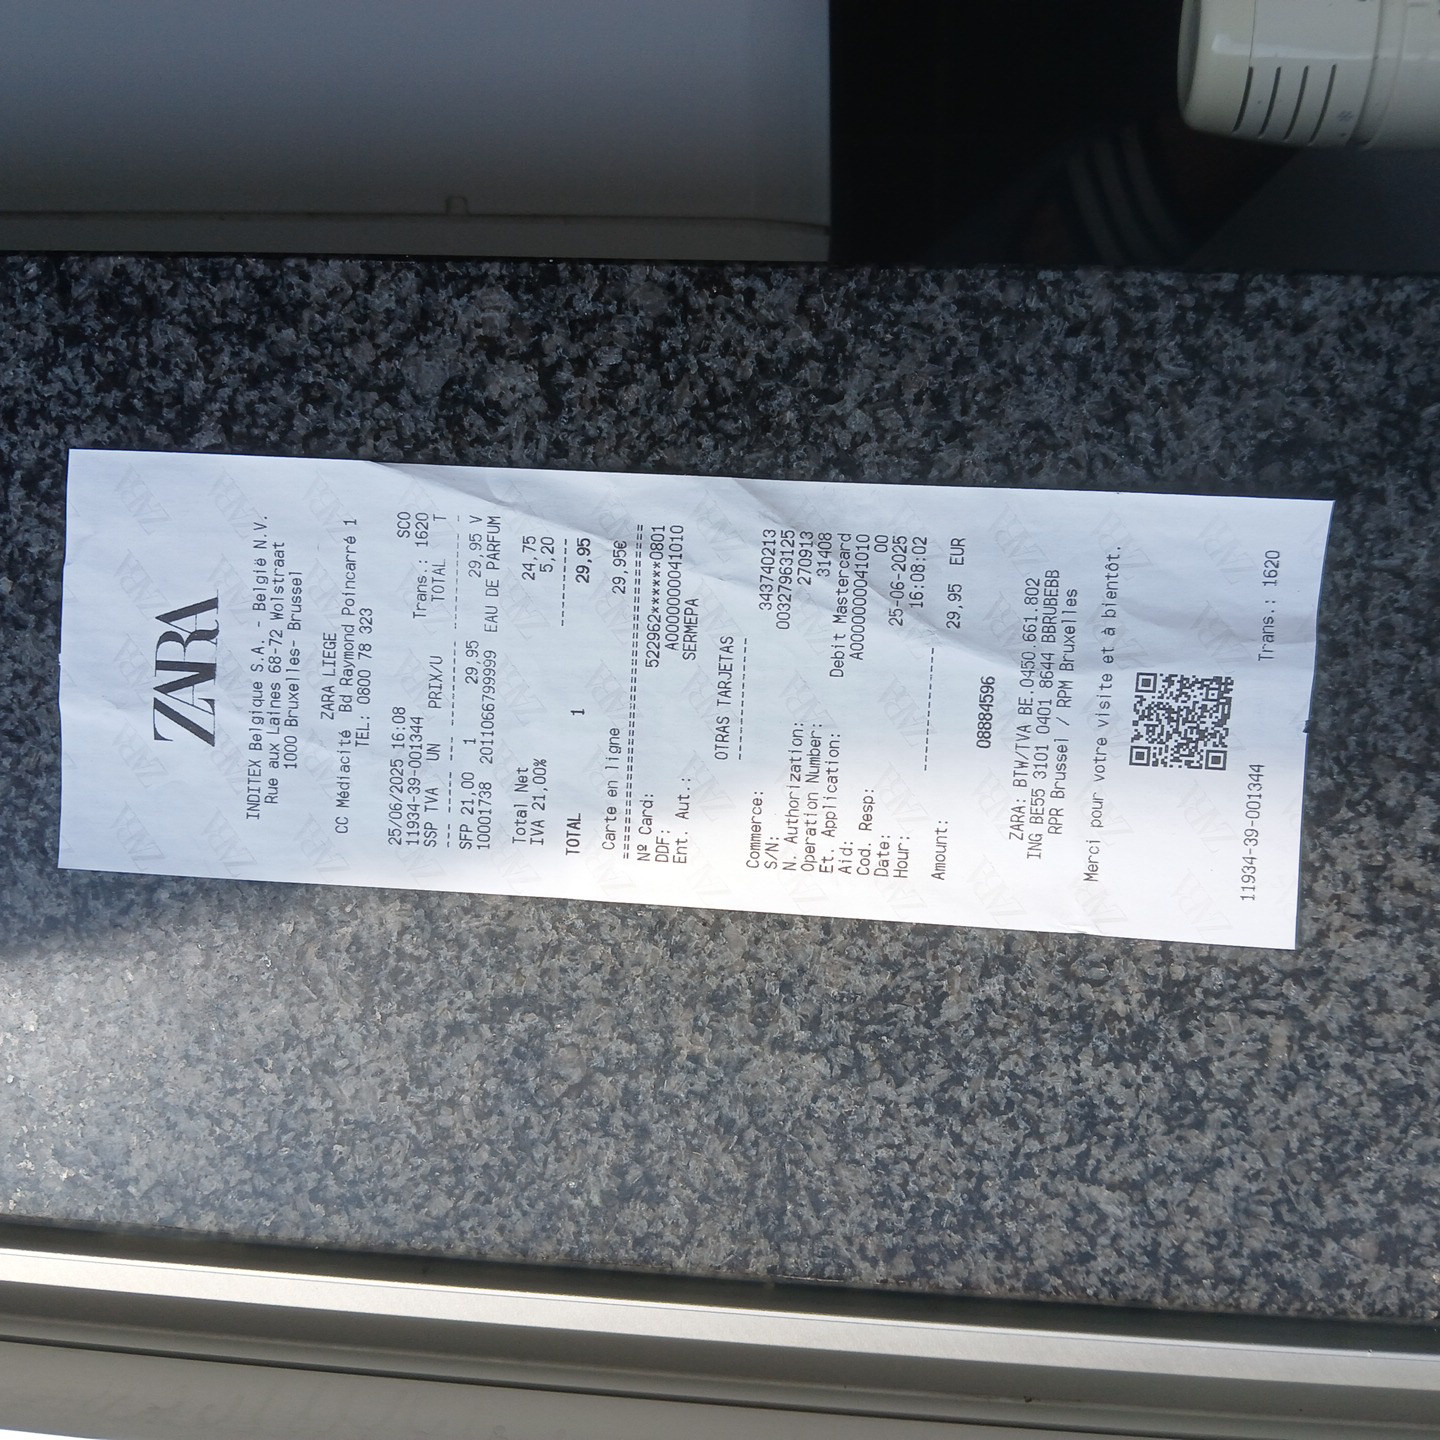 ZARA
INDITEX Belgique S.A. - België N.V.
Rue aux Laines 68-72 Wolstraat
1000 Bruxelles- Brussel
ZARA LIEGE
CC Médiacité Bd Raymond Poincarré 1
TEL: 0800 78 323
25/06/2025 16:08 SCO
11934-39-001344 Trans.: 1620
SSP TVA UN PRIX/U TOTAL T
SFP 21,00 1 29,95 29,95 V
10001738 20110667999999 EAU DE PARFUM
Total Net 24,75
IVA 21,00% 5,20
TOTAL 1 29,95
Carte en ligne 29,95€
Nº Card: 522962******0801
DDF: A0000000041010
Ent. Aut.: SERMEPA
OTRAS TARJETAS
Commerce: 343740213
S/N: 00327963125
N. Authorization: 270913
Operation Number: 31408
Et. Application: Debit Mastercard
Aid: A0000000041010
Cod. Resp: 00
Date: 25-06-2025
Hour: 16:08:02
Amount: 29,95 EUR
08884596
ZARA: BTW/TVA BE.0450.661.802
ING BE55 3101 0401 8644 BBRUBEBB
RPR Brussel / RPM Bruxelles
Merci pour votre visite et à bientôt.
11934-39-001344 Trans.: 1620